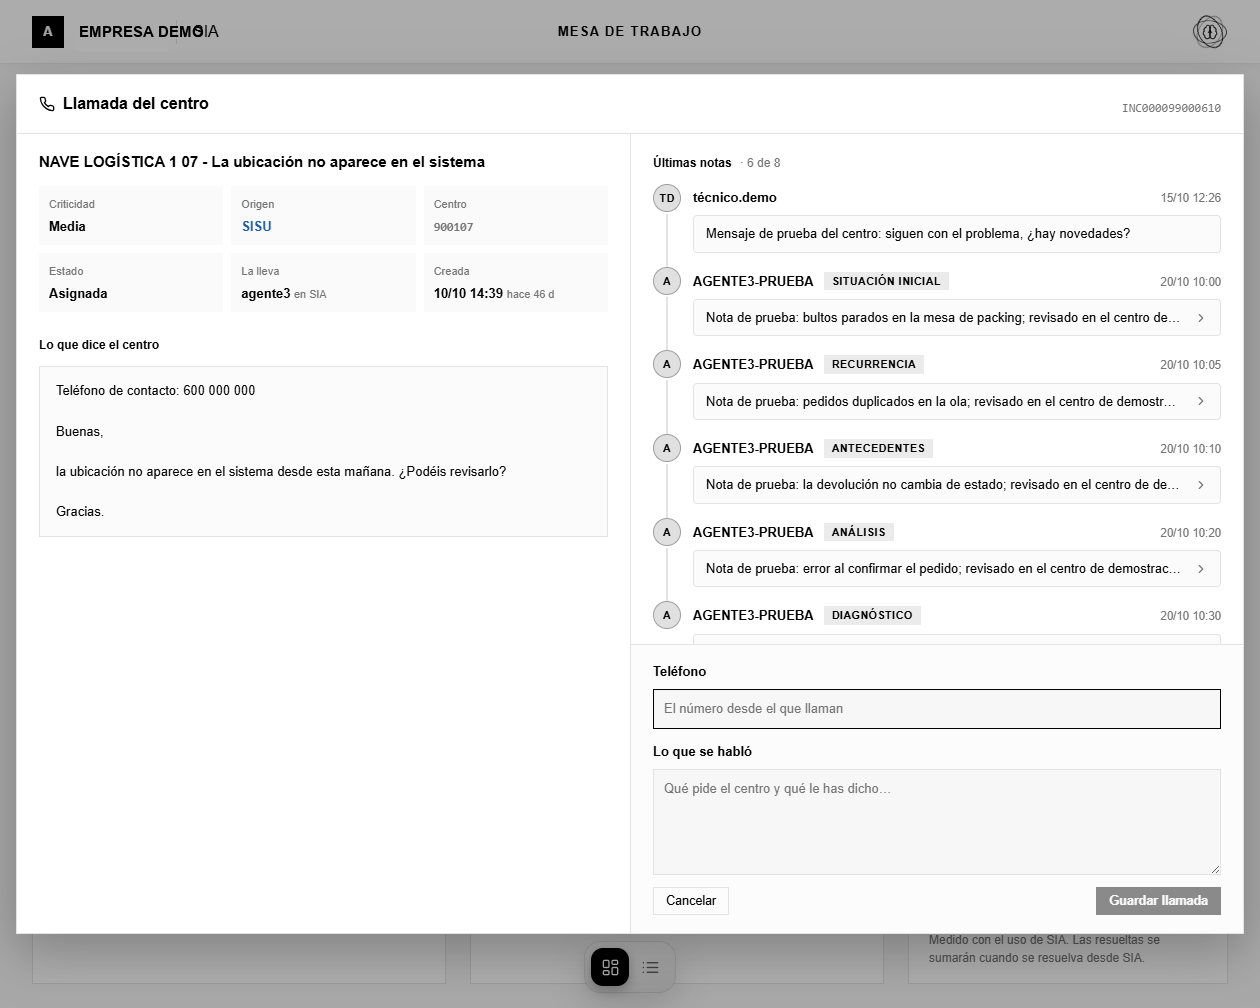 A
EMPRESA DEMO
SIA
MESA DE TRABAJO
Llamada del centro
INC000099000610
NAVE LOGÍSTICA 1 07 - La ubicación no aparece en el sistema
Criticidad
Media
Origen
SISU
Centro
900107
Estado
Asignada
La lleva
agente3 en SIA
Creada
10/10 14:39 hace 46 d
Lo que dice el centro
Teléfono de contacto: 600 000 000
Buenas,
la ubicación no aparece en el sistema desde esta mañana. ¿Podéis revisarlo?
Gracias.
Últimas notas · 6 de 8
TD técnico.demo 15/10 12:26
Mensaje de prueba del centro: siguen con el problema, ¿hay novedades?
A AGENTE3-PRUEBA SITUACIÓN INICIAL 20/10 10:00
Nota de prueba: bultos parados en la mesa de packing; revisado en el centro de…
A AGENTE3-PRUEBA RECURRENCIA 20/10 10:05
Nota de prueba: pedidos duplicados en la ola; revisado en el centro de demostr…
A AGENTE3-PRUEBA ANTECEDENTES 20/10 10:10
Nota de prueba: la devolución no cambia de estado; revisado en el centro de de…
A AGENTE3-PRUEBA ANÁLISIS 20/10 10:20
Nota de prueba: error al confirmar el pedido; revisado en el centro de demostrac…
A AGENTE3-PRUEBA DIAGNÓSTICO 20/10 10:30
Teléfono
El número desde el que llaman
Lo que se habló
Qué pide el centro y qué le has dicho…
Cancelar
Guardar llamada
Medido con el uso de SIA. Las resueltas se
sumarán cuando se resuelva desde SIA.